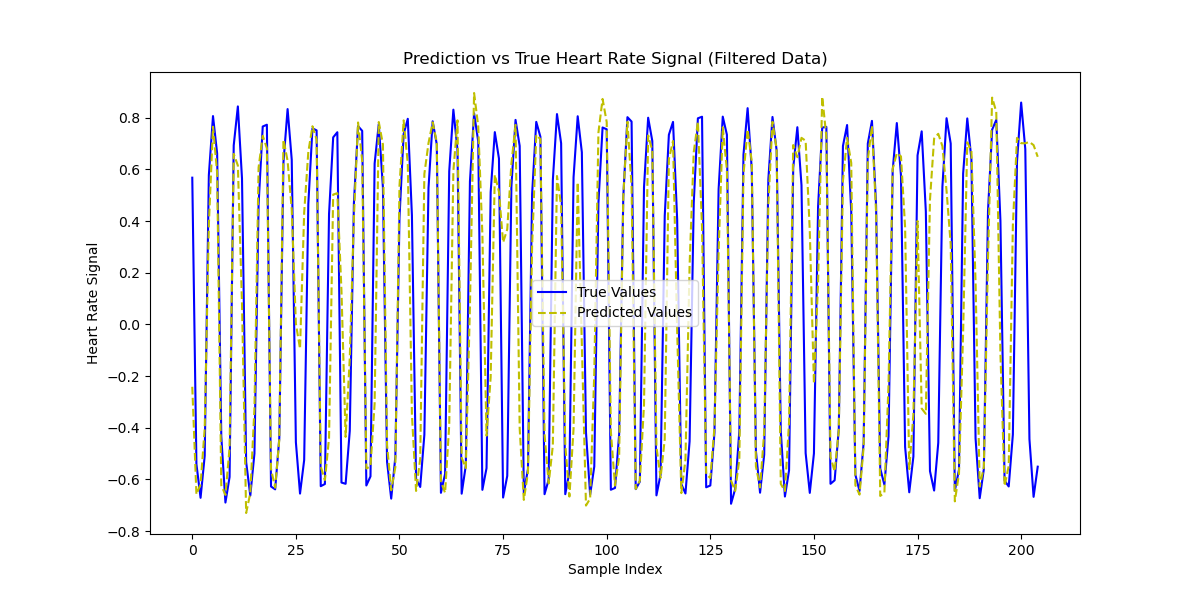 Prediction vs True Heart Rate Signal (Filtered Data)
Heart Rate Signal
0.8
0.6
0.4
0.2
0.0
−0.2
−0.4
−0.6
−0.8
True Values
Predicted Values
0 25 50 75 100 125 150 175 200
Sample Index